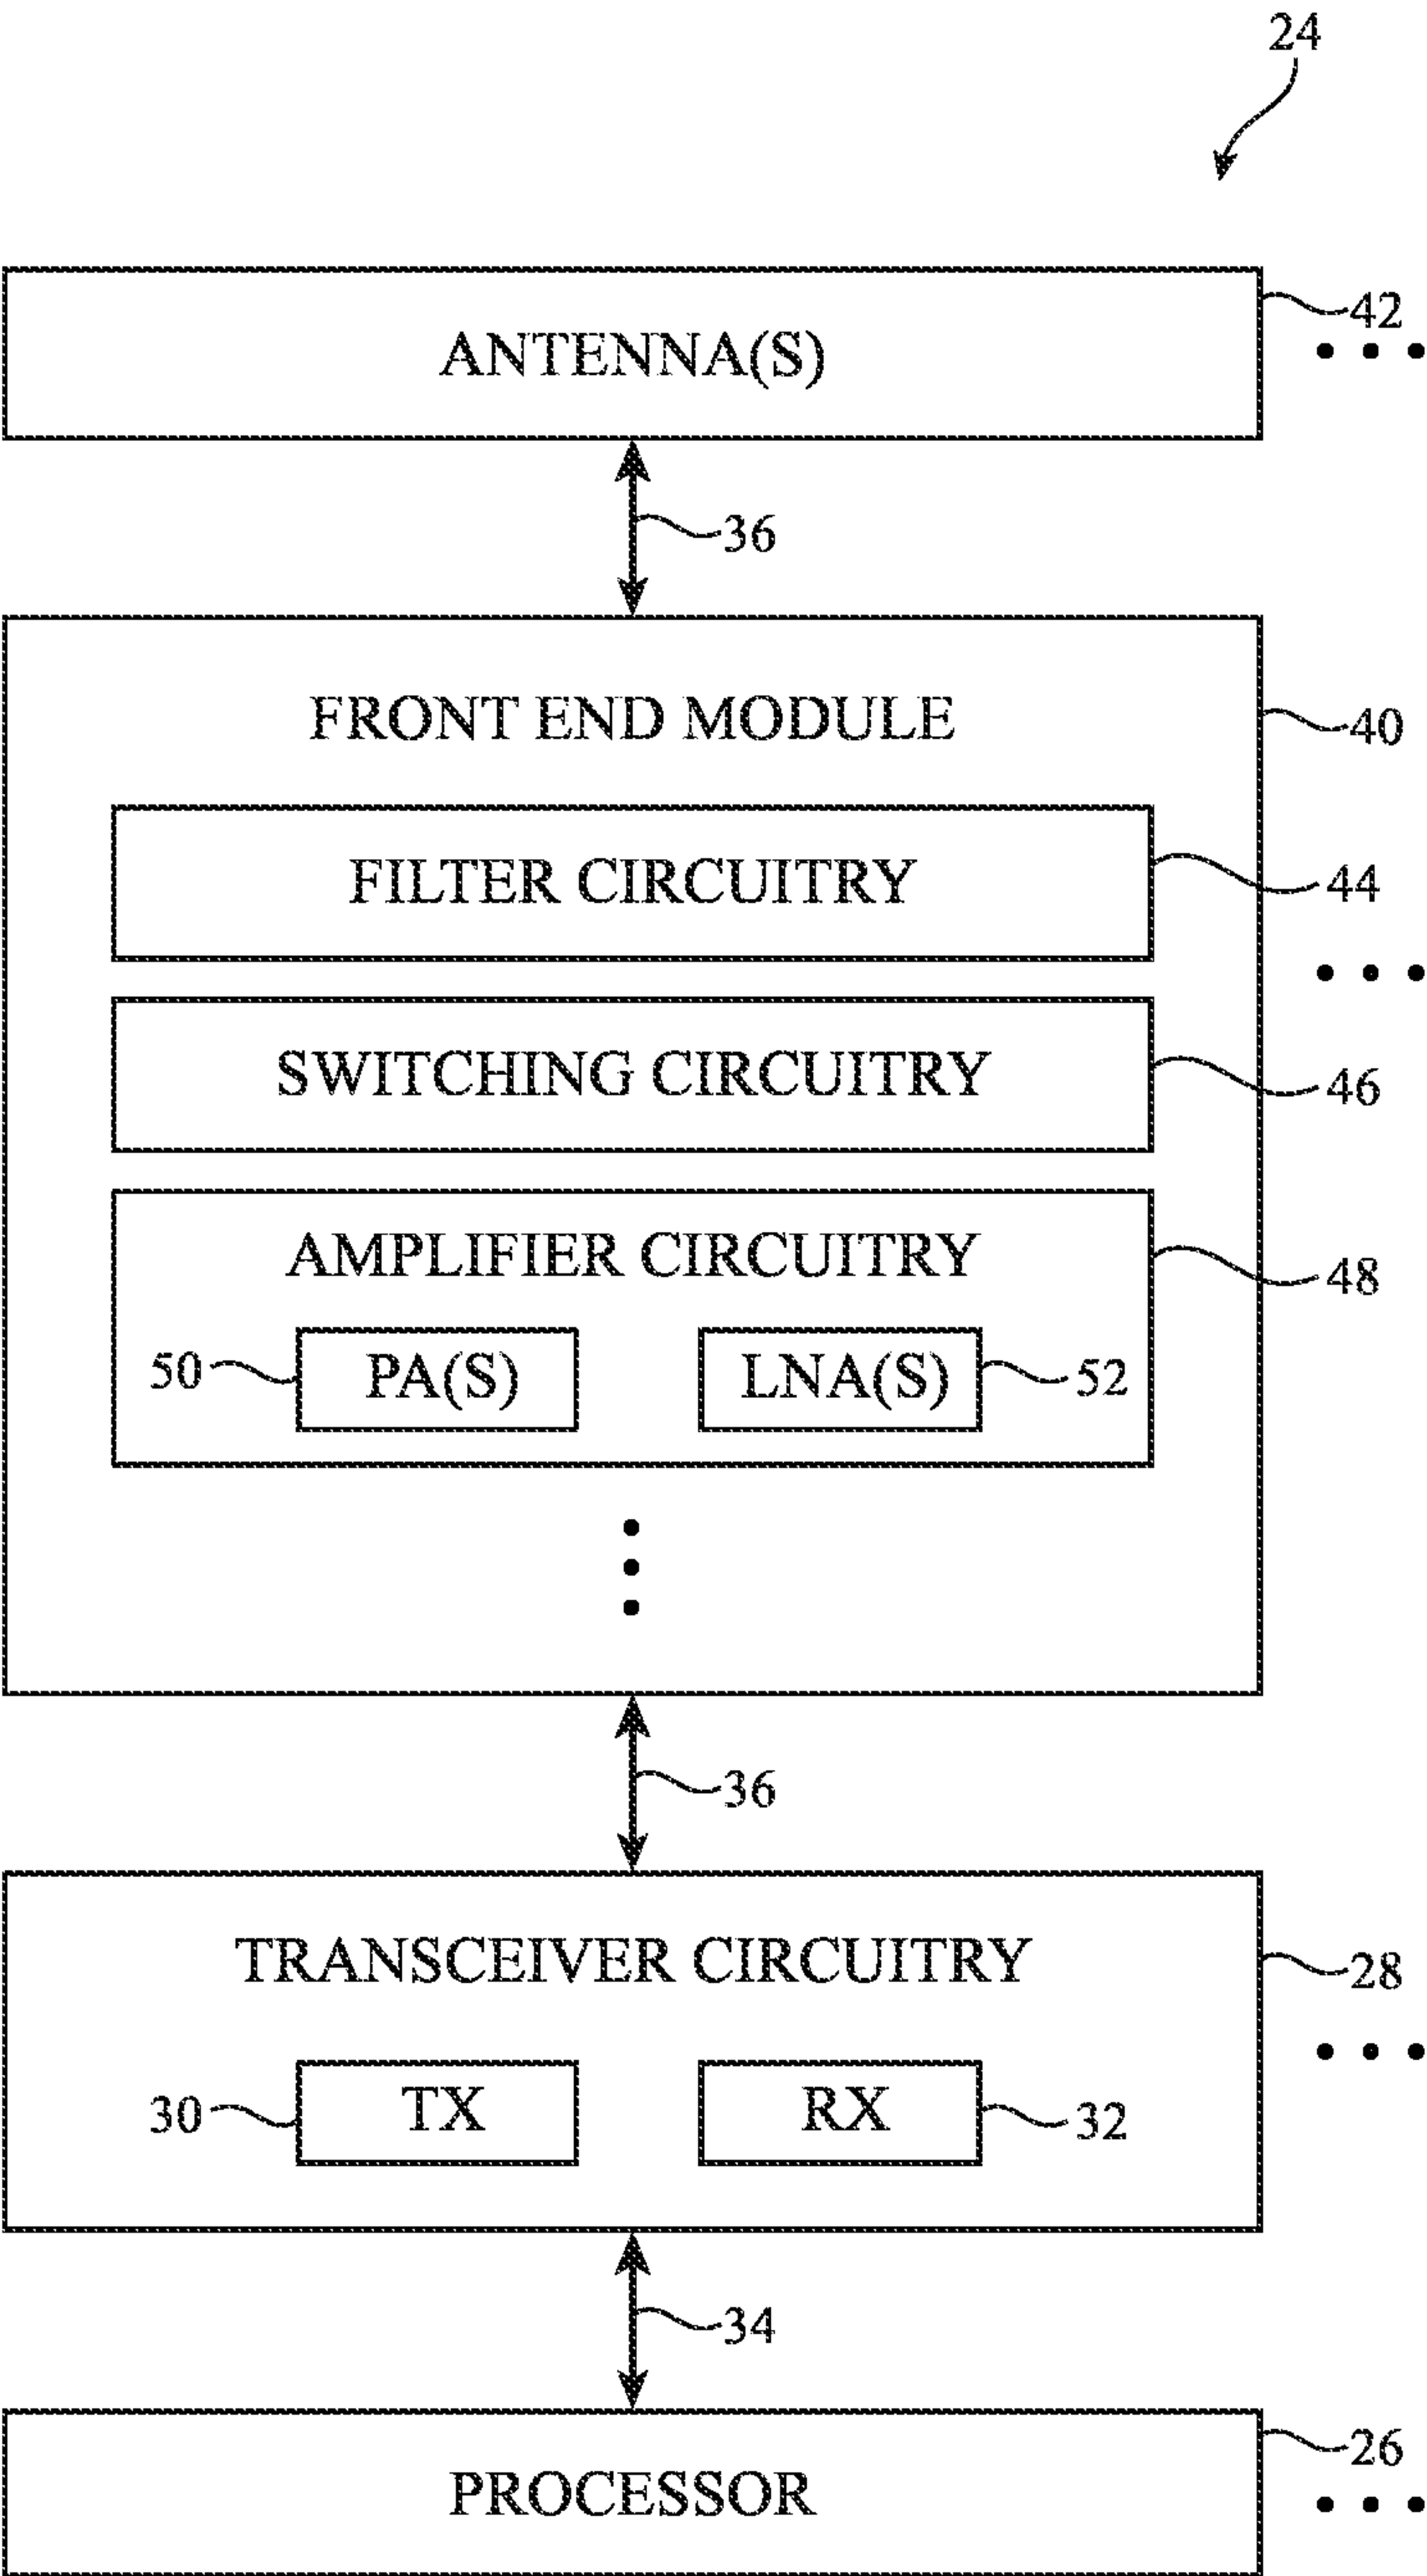 24
ANTENNA(S)
42
36
FRONT END MODULE
40
FILTER CIRCUITRY
44
SWITCHING CIRCUITRY
46
AMPLIFIER CIRCUITRY
48
50 PA(S) LNA(S) 52
36
TRANSCEIVER CIRCUITRY
28
30 TX RX 32
34
PROCESSOR
26